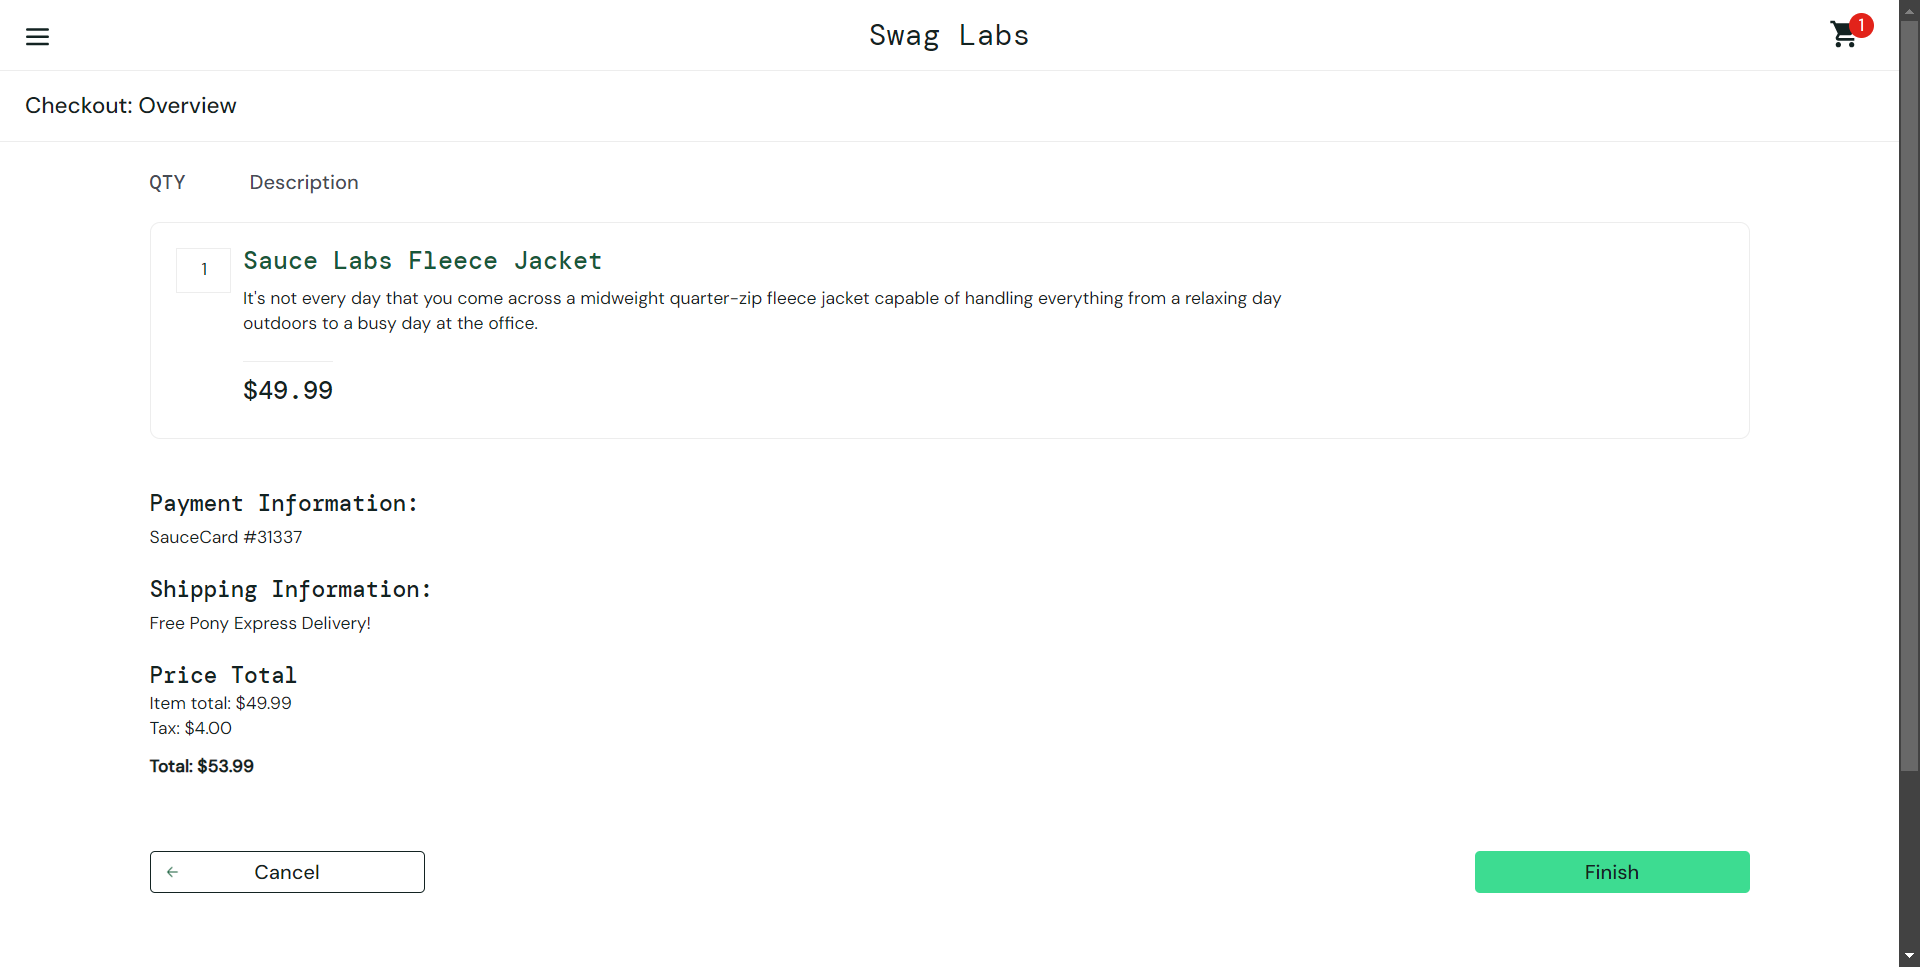 Swag Labs
1
Checkout: Overview
QTY Description
1
Sauce Labs Fleece Jacket
It's not every day that you come across a midweight quarter-zip fleece jacket capable of handling everything from a relaxing day
outdoors to a busy day at the office.
$49.99
Payment Information:
SauceCard #31337
Shipping Information:
Free Pony Express Delivery!
Price Total
Item total: $49.99
Tax: $4.00
Total: $53.99
Cancel
Finish